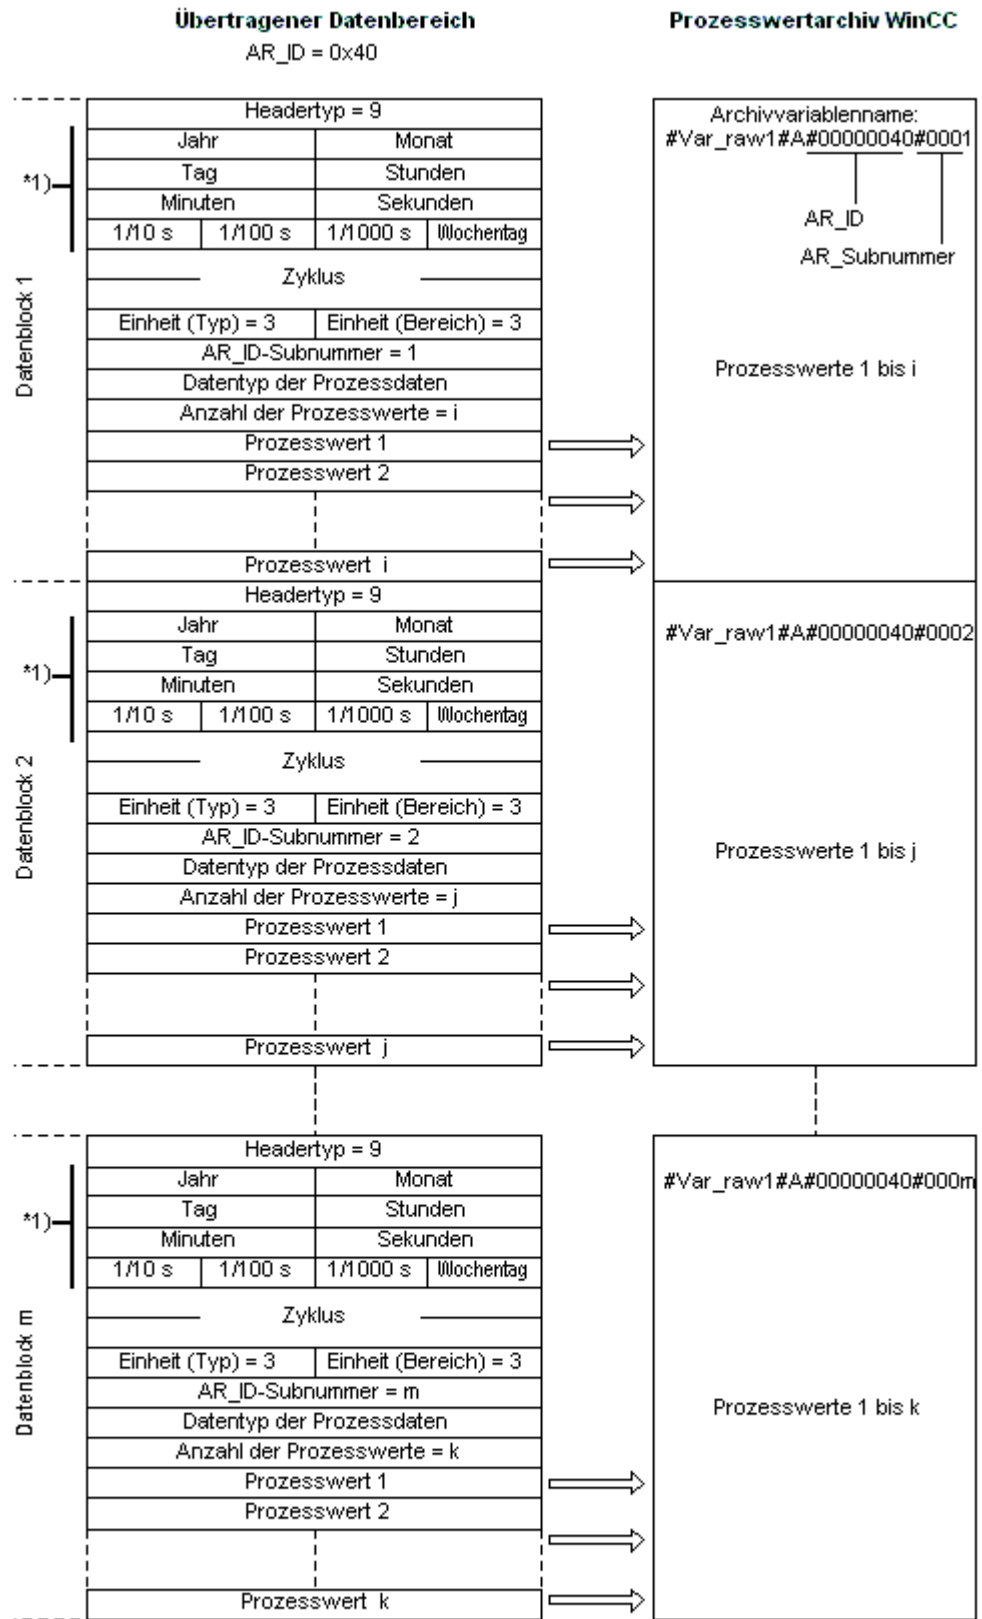 Übertragener Datenbereich
Prozesswertarchiv WinCC
AR_ID = 0x40
Datenblock 1
*1)
Headertyp = 9
Jahr Monat
Tag Stunden
Minuten Sekunden
1/10 s 1/100 s 1/1000 s Wochentag
Zyklus
Einheit (Typ) = 3 Einheit (Bereich) = 3
AR_ID-Subnummer = 1
Datentyp der Prozessdaten
Anzahl der Prozesswerte = i
Prozesswert 1
Prozesswert 2
Prozesswert i
Archivvariablenname:
#Var_raw1#A#00000040#0001
AR_ID
AR_Subnummer
Prozesswerte 1 bis i
Datenblock 2
*1)
Headertyp = 9
Jahr Monat
Tag Stunden
Minuten Sekunden
1/10 s 1/100 s 1/1000 s Wochentag
Zyklus
Einheit (Typ) = 3 Einheit (Bereich) = 3
AR_ID-Subnummer = 2
Datentyp der Prozessdaten
Anzahl der Prozesswerte = j
Prozesswert 1
Prozesswert 2
Prozesswert j
#Var_raw1#A#00000040#0002
Prozesswerte 1 bis j
Datenblock m
*1)
Headertyp = 9
Jahr Monat
Tag Stunden
Minuten Sekunden
1/10 s 1/100 s 1/1000 s Wochentag
Zyklus
Einheit (Typ) = 3 Einheit (Bereich) = 3
AR_ID-Subnummer = m
Datentyp der Prozessdaten
Anzahl der Prozesswerte = k
Prozesswert 1
Prozesswert 2
Prozesswert k
#Var_raw1#A#00000040#000m
Prozesswerte 1 bis k